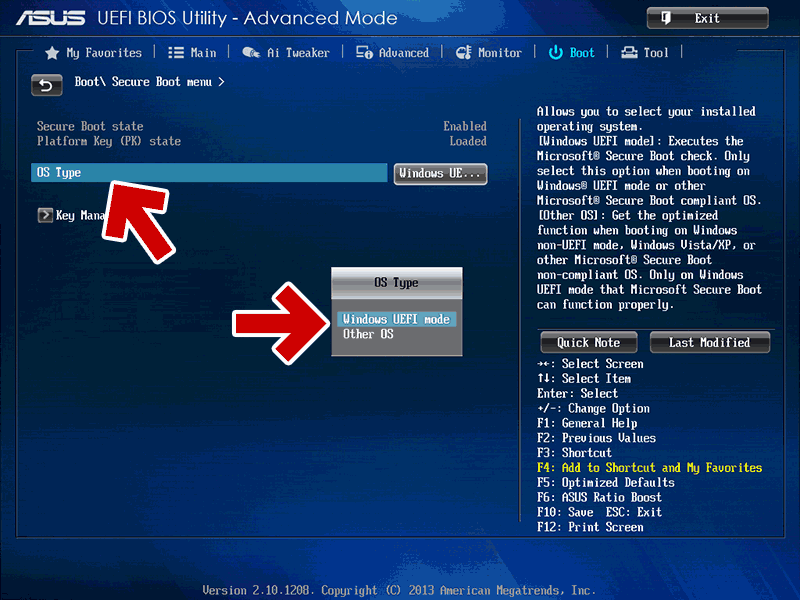 ASUS UEFI BIOS Utility - Advanced Mode
Exit
My Favorites
Main
Ai Tweaker
Advanced
Monitor
Boot
Tool
Boot\ Secure Boot menu >
Secure Boot state Enabled
Platform Key (PK) state Loaded
OS Type Windows UE...
Key Mana
OS Type
Windows UEFI mode
Other OS
Allows you to select your installed
operating system.
[Windows UEFI mode]: Executes the
Microsoft® Secure Boot check. Only
select this option when booting on
Windows® UEFI mode or other
Microsoft® Secure Boot compliant OS.
[Other OS]: Get the optimized
function when booting on Windows
non-UEFI mode, Windows Vista/XP, or
other Microsoft® Secure Boot
non-compliant OS. Only on Windows
UEFI mode that Microsoft Secure Boot
can function properly.
Quick Note
Last Modified
→←: Select Screen
↑↓: Select Item
Enter: Select
+/-: Change Option
F1: General Help
F2: Previous Values
F3: Shortcut
F4: Add to Shortcut and My Favorites
F5: Optimized Defaults
F6: ASUS Ratio Boost
F10: Save ESC: Exit
F12: Print Screen
Version 2.10.1208. Copyright (C) 2013 American Megatrends, Inc.